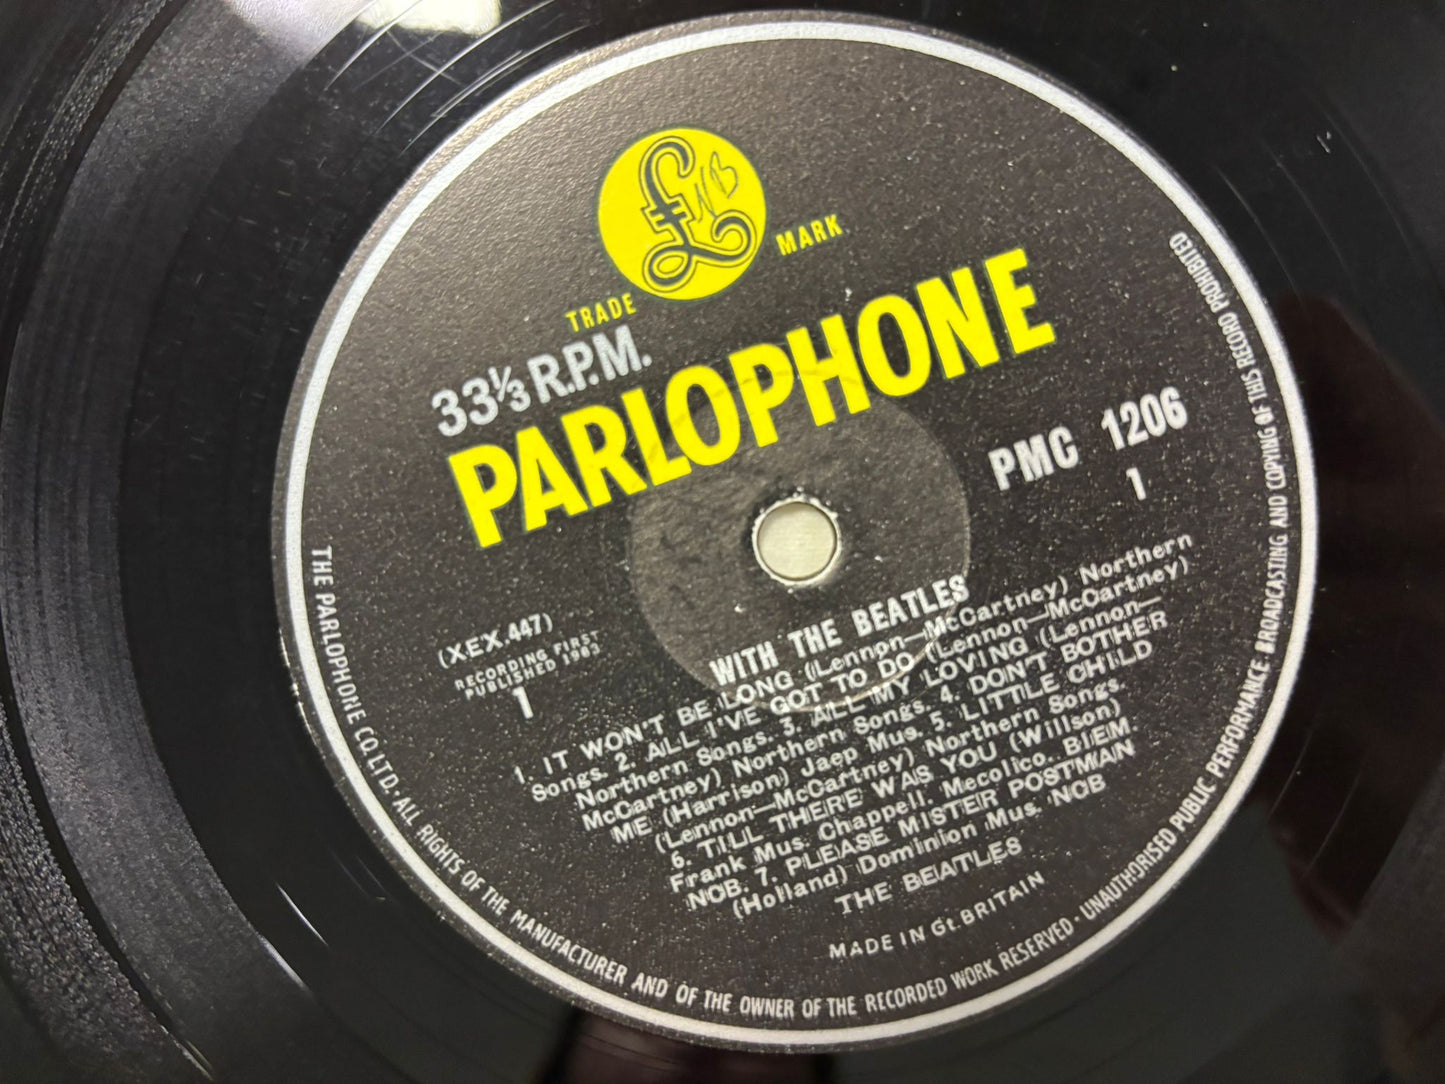 £
NB
TRADE MARK
33⅓ R.P.M.
PARLOPHONE
PMC 1206
1
(XEX.447)
RECORDING FIRST
PUBLISHED 1963
1
WITH THE BEATLES
1. IT WON'T BE LONG (Lennon—McCartney) Northern
Songs. 2. ALL I'VE GOT TO DO (Lennon—McCartney)
Northern Songs. 3. ALL MY LOVING (Lennon—
McCartney) Northern Songs. 4. DON'T BOTHER
ME (Harrison) Jaep Mus. 5. LITTLE CHILD
(Lennon—McCartney) Northern Songs.
6. TILL THERE WAS YOU (Willson)
Frank Mus. Chappell. Mecolico. BIEM.
NCB. 7. PLEASE MISTER POSTMAN
(Holland) Dominion Mus. NCB
THE BEATLES
MADE IN Gt. BRITAIN
THE PARLOPHONE CO. LTD · ALL RIGHTS OF THE MANUFACTURER AND OF THE OWNER OF THE RECORDED WORK RESERVED · UNAUTHORISED PUBLIC PERFORMANCE BROADCASTING AND COPYING OF THIS RECORD PROHIBITED